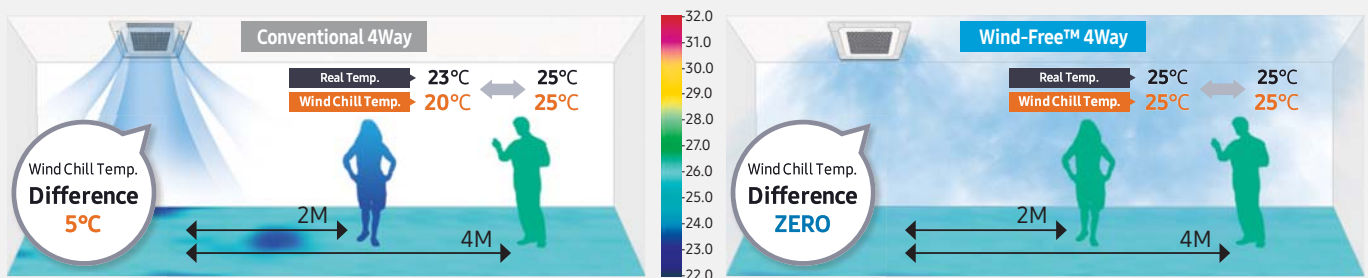 Conventional 4Way
Real Temp. 23°C 25°C
Wind Chill Temp. 20°C 25°C
Wind Chill Temp.
Difference
5°C
2M
4M
32.0
31.0
30.0
29.0
28.0
27.0
26.0
25.0
24.0
23.0
22.0
Wind-Free™ 4Way
Real Temp. 25°C 25°C
Wind Chill Temp. 25°C 25°C
Wind Chill Temp.
Difference
ZERO
2M
4M